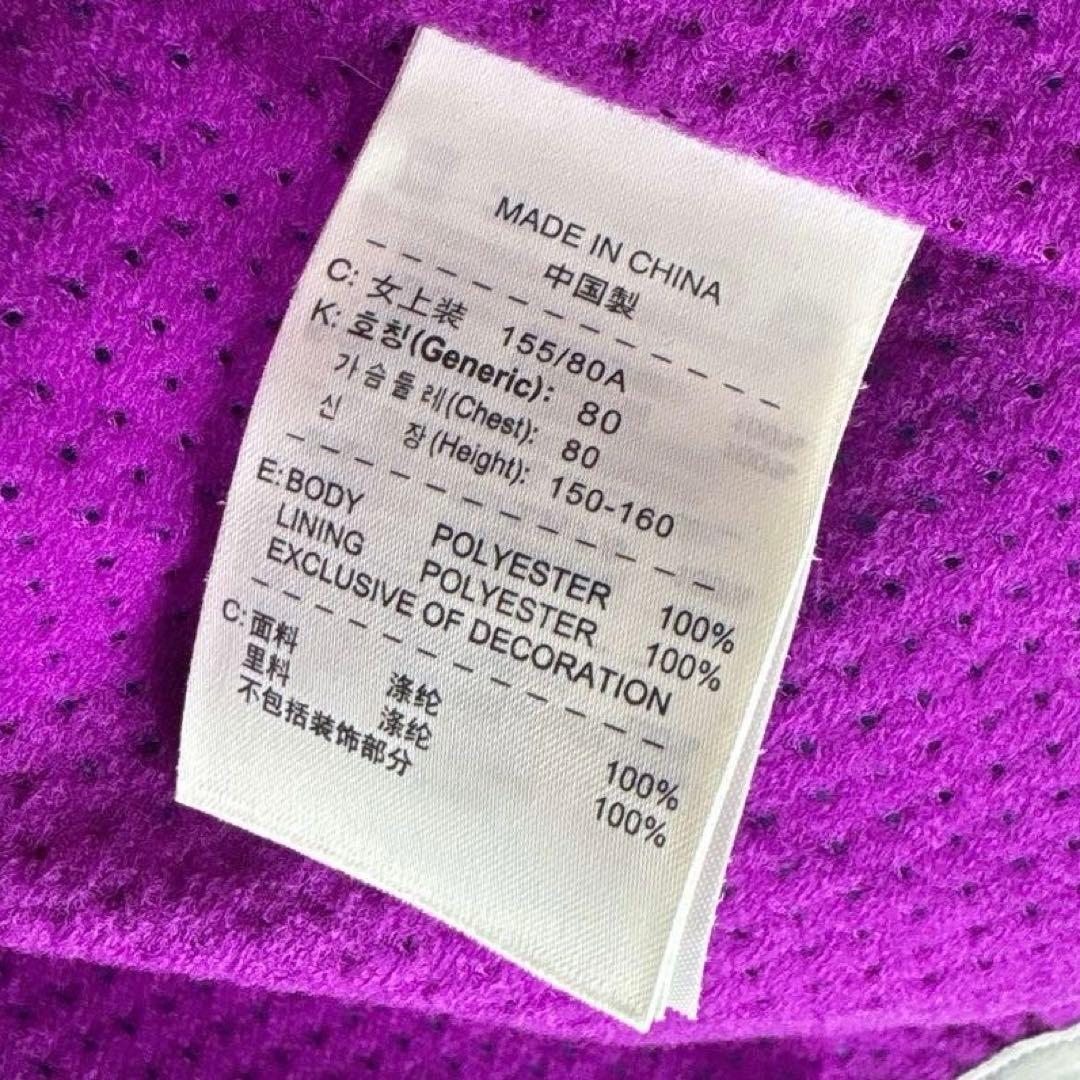 MADE IN CHINA
中国製
C: 女上装 155/80A
K: 호칭(Generic): 80
가슴둘레(Chest): 80
신 장(Height): 150-160
E: BODY POLYESTER 100%
LINING POLYESTER 100%
EXCLUSIVE OF DECORATION
C: 面料 涤纶 100%
里料 涤纶 100%
不包括装饰部分